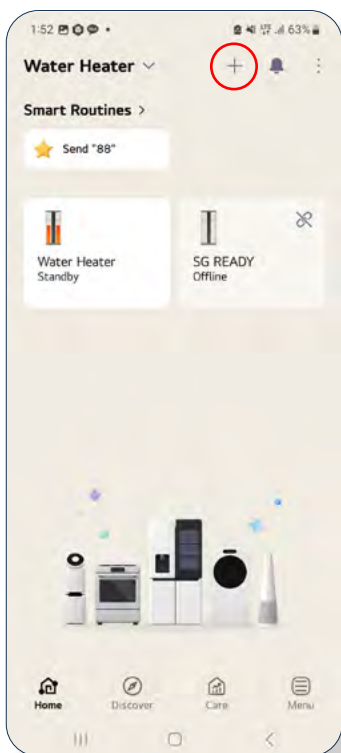 1:52
63%
Water Heater
Smart Routines >
Send "88"
Water Heater
Standby
SG READY
Offline
Home
Discover
Care
Menu